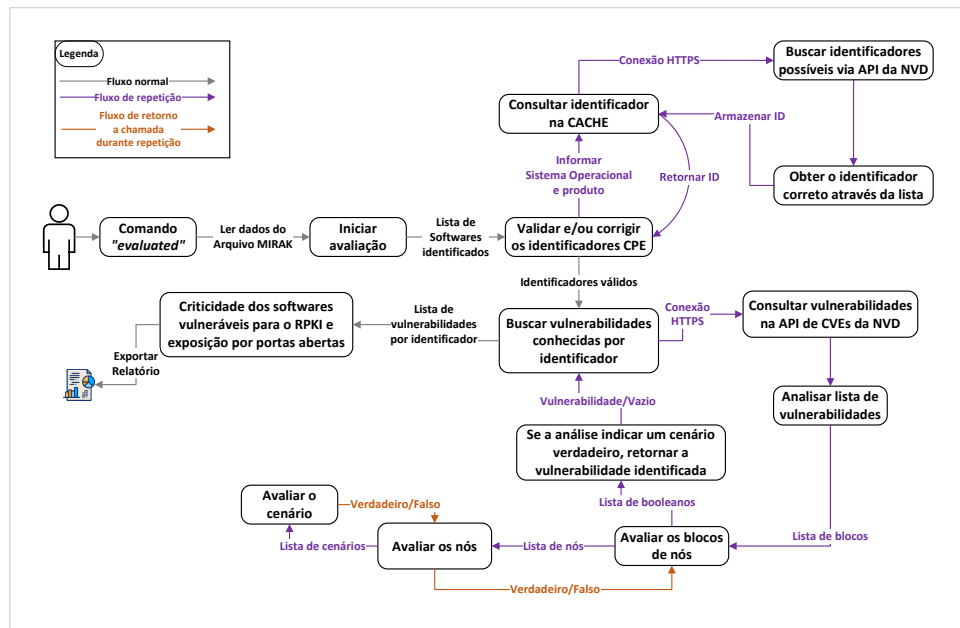 Legenda
Fluxo normal
Fluxo de repetição
Fluxo de retorno
a chamada
durante repetição
Conexão HTTPS
Buscar identificadores
possíveis via API da NVD
Consultar identificador
na CACHE
Armazenar ID
Informar
Sistema Operacional
e produto
Retornar ID
Obter o identificador
correto através da lista
Comando
"evaluated"
Ler dados do
Arquivo MIRAK
Iniciar
avaliação
Lista de
Softwares
identificados
Validar e/ou corrigir
os identificadores CPE
Identificadores válidos
Criticidade dos softwares
vulneráveis para o RPKI e
exposição por portas abertas
Lista de
vulnerabilidades
por identificador
Buscar vulnerabilidades
conhecidas por
identificador
Conexão
HTTPS
Consultar vulnerabilidades
na API de CVEs da NVD
Exportar
Relatório
Vulnerabilidade/Vazio
Analisar lista de
vulnerabilidades
Se a análise indicar um cenário
verdadeiro, retornar a
vulnerabilidade identificada
Avaliar o
cenário
Verdadeiro/Falso
Lista de booleanos
Lista de cenários
Avaliar os nós
Lista de nós
Avaliar os blocos
de nós
Lista de blocos
Verdadeiro/Falso